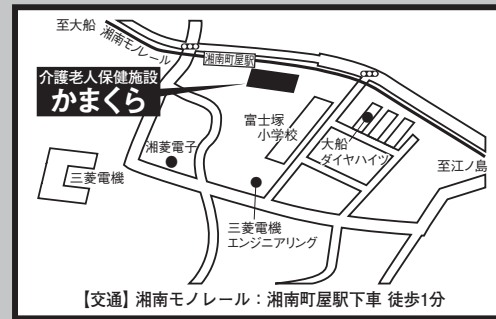 至大船
湘南モノレール
湘南町屋駅
介護老人保健施設
かまくら
富士塚
小学校
湘菱電子
大船
ダイヤハイツ
三菱電機
至江ノ島
三菱電機
エンジニアリング
【交通】湘南モノレール：湘南町屋駅下車 徒歩1分